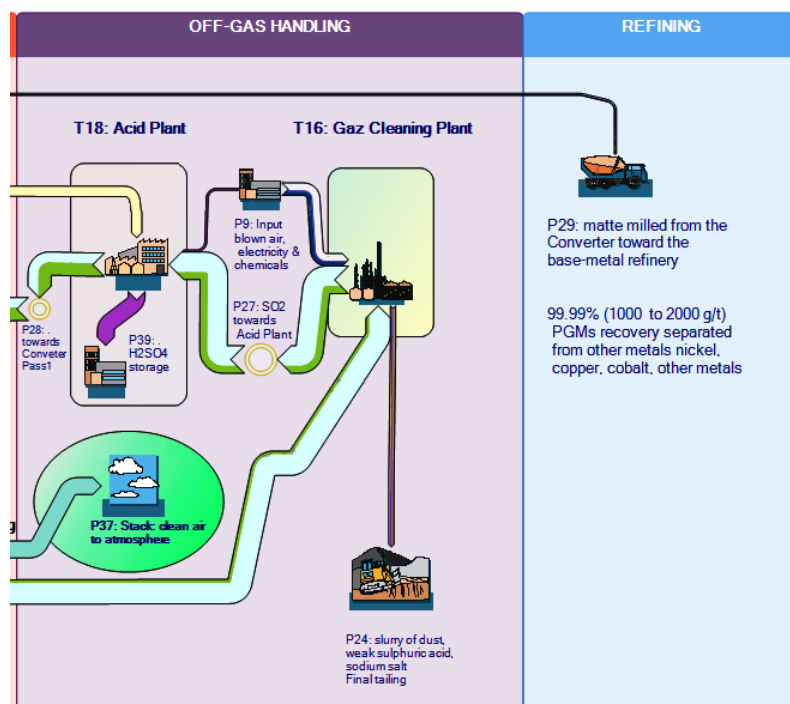 OFF-GAS HANDLING
REFINING
T18: Acid Plant
T16: Gaz Cleaning Plant
P9: Input
blown air,
electricity &
chemicals
P29: matte milled from the
Converter toward the
base-metal refinery
P27: SO2
towards
Acid Plant
P28: .
towards
Conveter
Pass1
P39: .
H2SO4
storage
99.99% (1000 to 2000 g/t)
PGMs recovery separated
from other metals nickel,
copper, cobalt, other metals
P37: Stack: clean air
to atmosphere
P24: slurry of dust,
weak sulphuric acid,
sodium salt
Final tailing